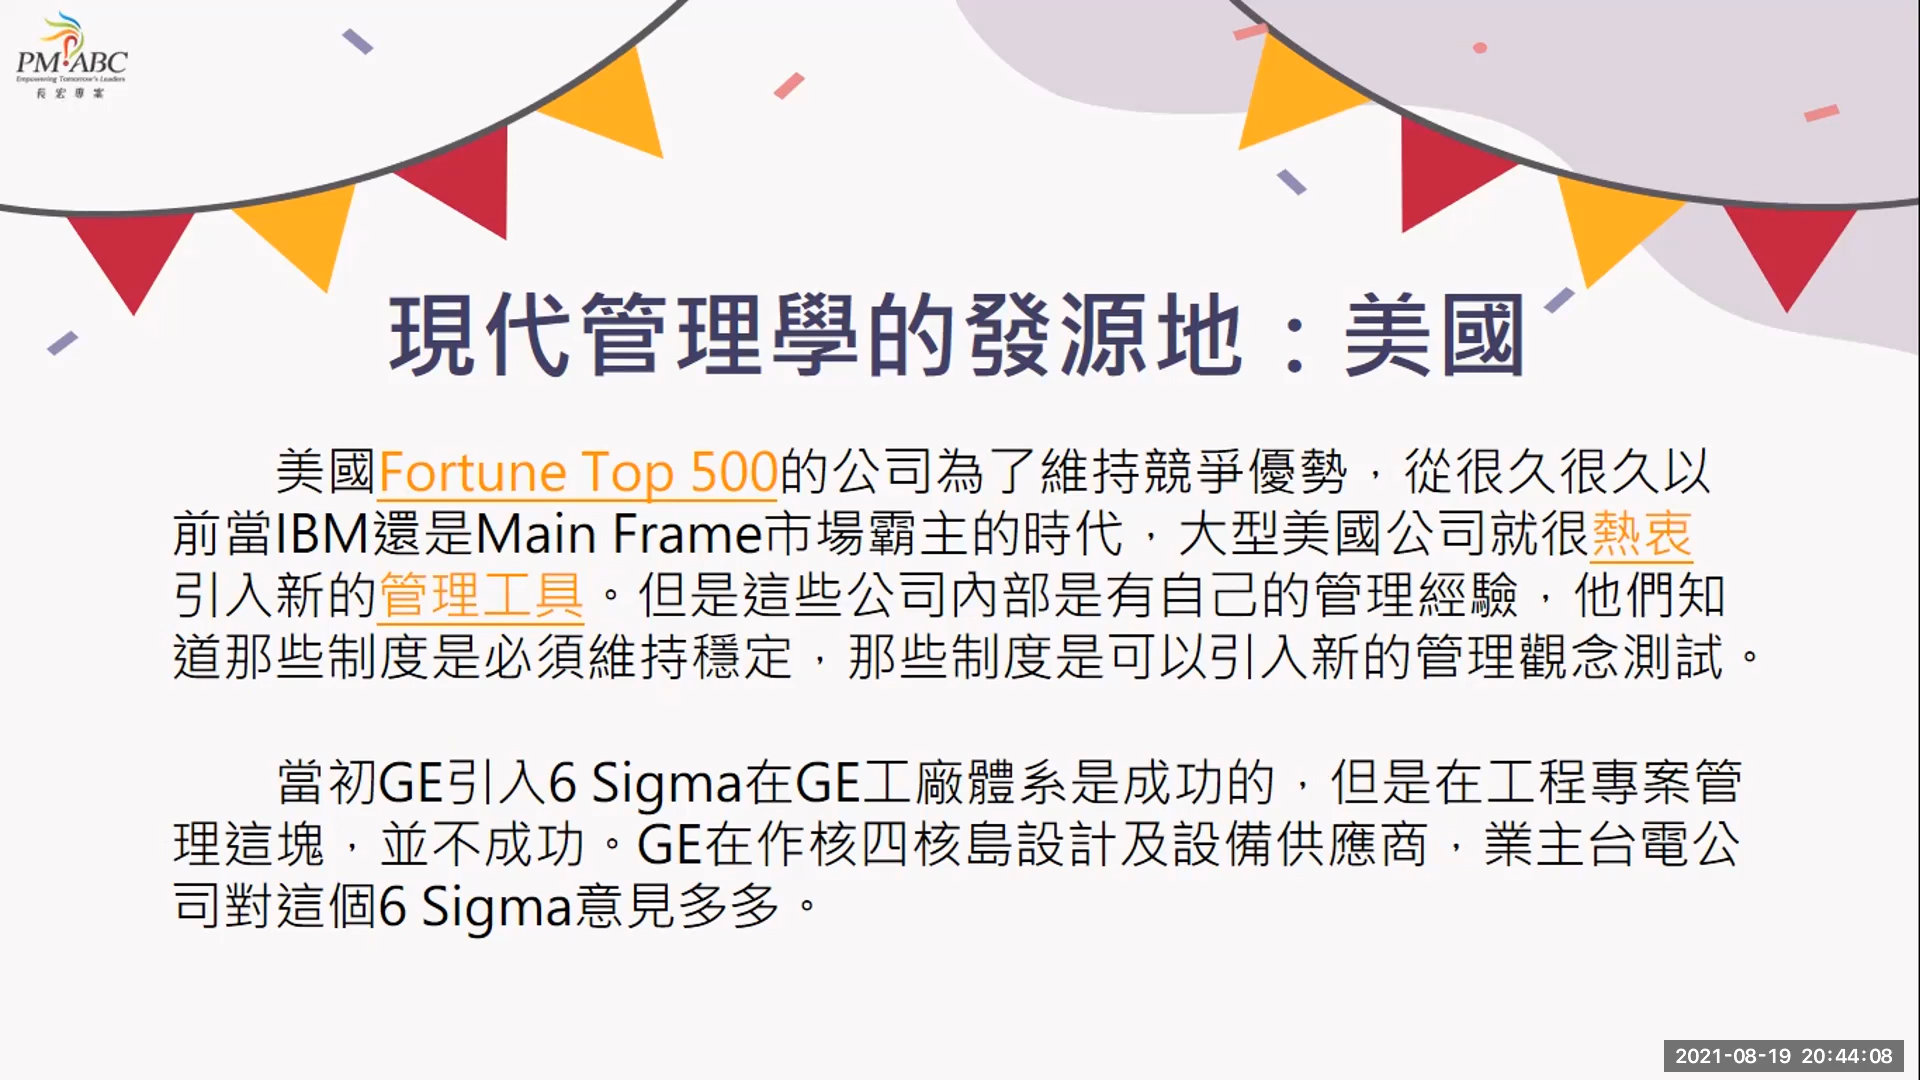 PM ABC
Empowering Tomorrow's Leaders
長宏專案
現代管理學的發源地：美國
美國Fortune Top 500的公司為了維持競爭優勢，從很久很久以
前當IBM還是Main Frame市場霸主的時代，大型美國公司就很熱衷
引入新的管理工具。但是這些公司內部是有自己的管理經驗，他們知
道那些制度是必須維持穩定，那些制度是可以引入新的管理觀念測試。
當初GE引入6 Sigma在GE工廠體系是成功的，但是在工程專案管
理這塊，並不成功。GE在作核四核島設計及設備供應商，業主台電公
司對這個6 Sigma意見多多。
2021-08-19 20:44:08